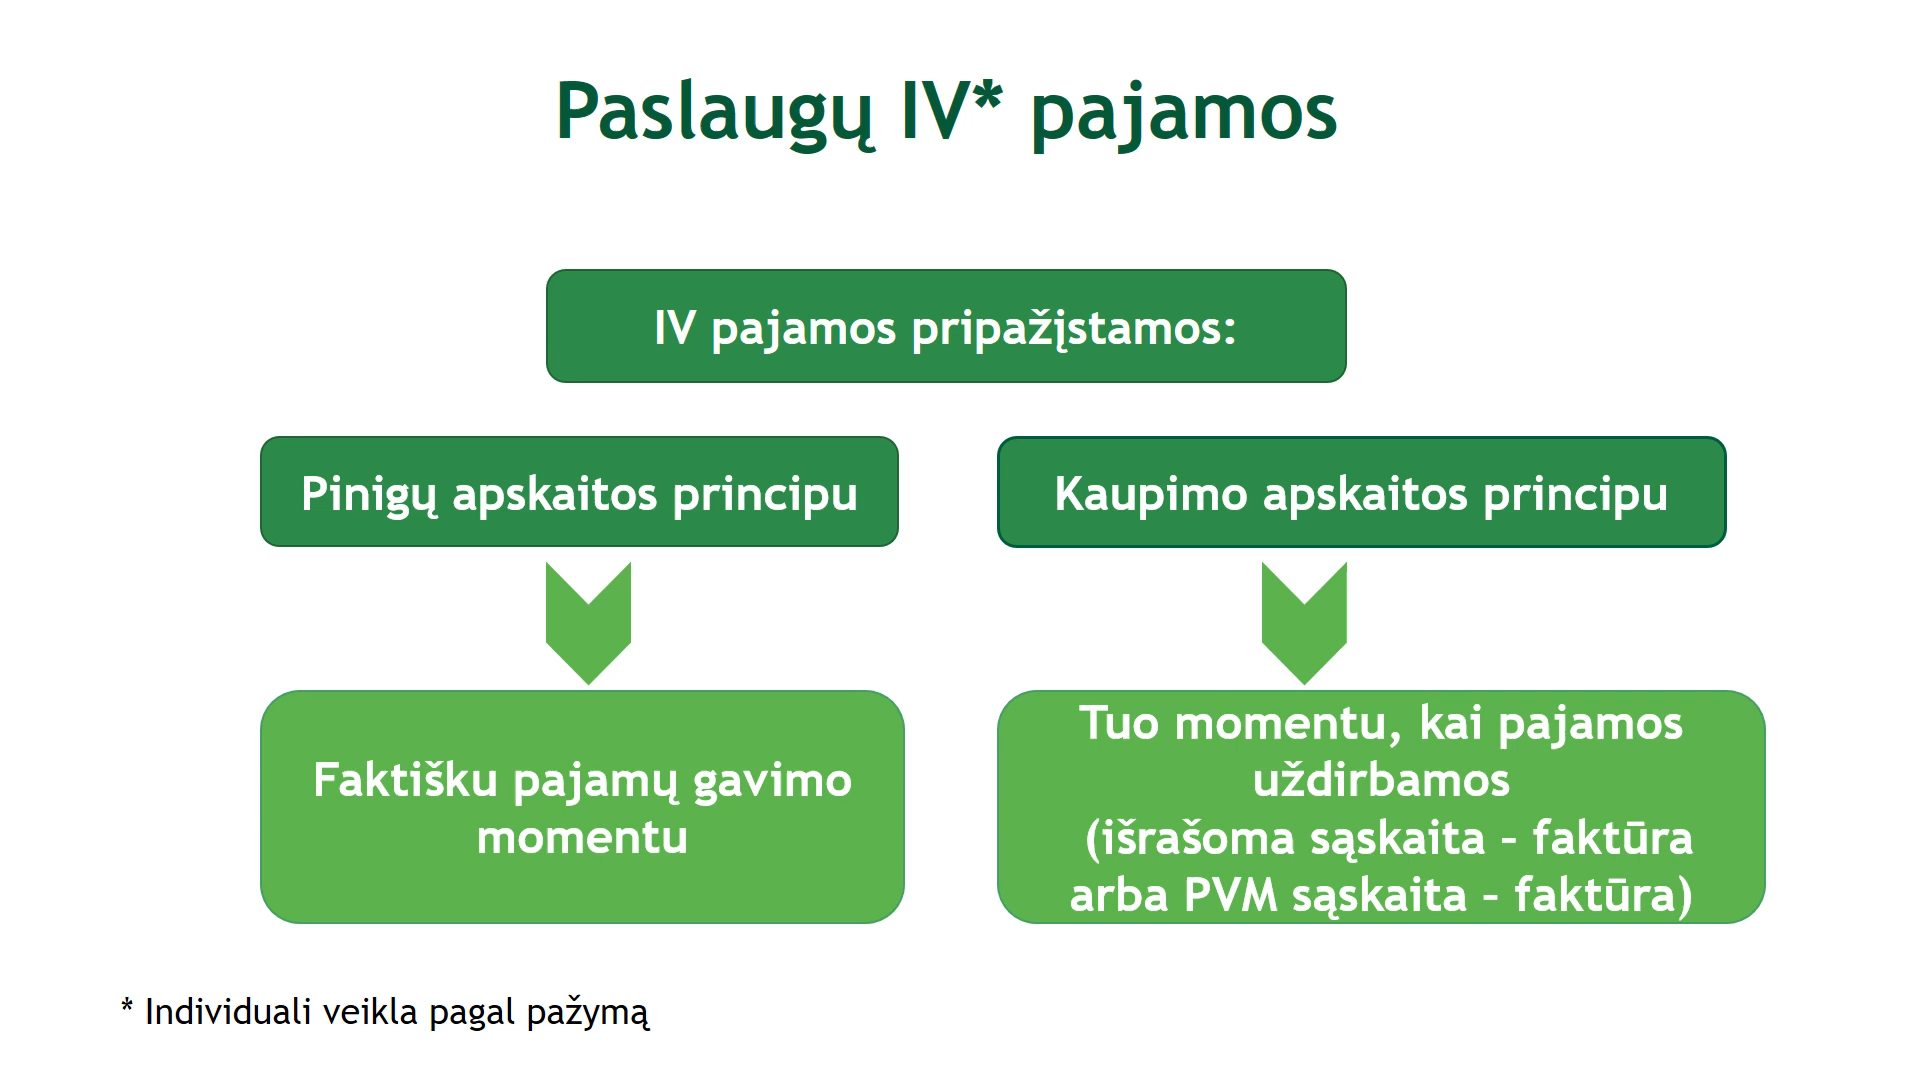 Paslaugų IV* pajamos
IV pajamos pripažįstamos:
Pinigų apskaitos principu
Kaupimo apskaitos principu
Faktišku pajamų gavimo
momentu
Tuo momentu, kai pajamos
uždirbamos
(išrašoma sąskaita – faktūra
arba PVM sąskaita – faktūra)
* Individuali veikla pagal pažymą